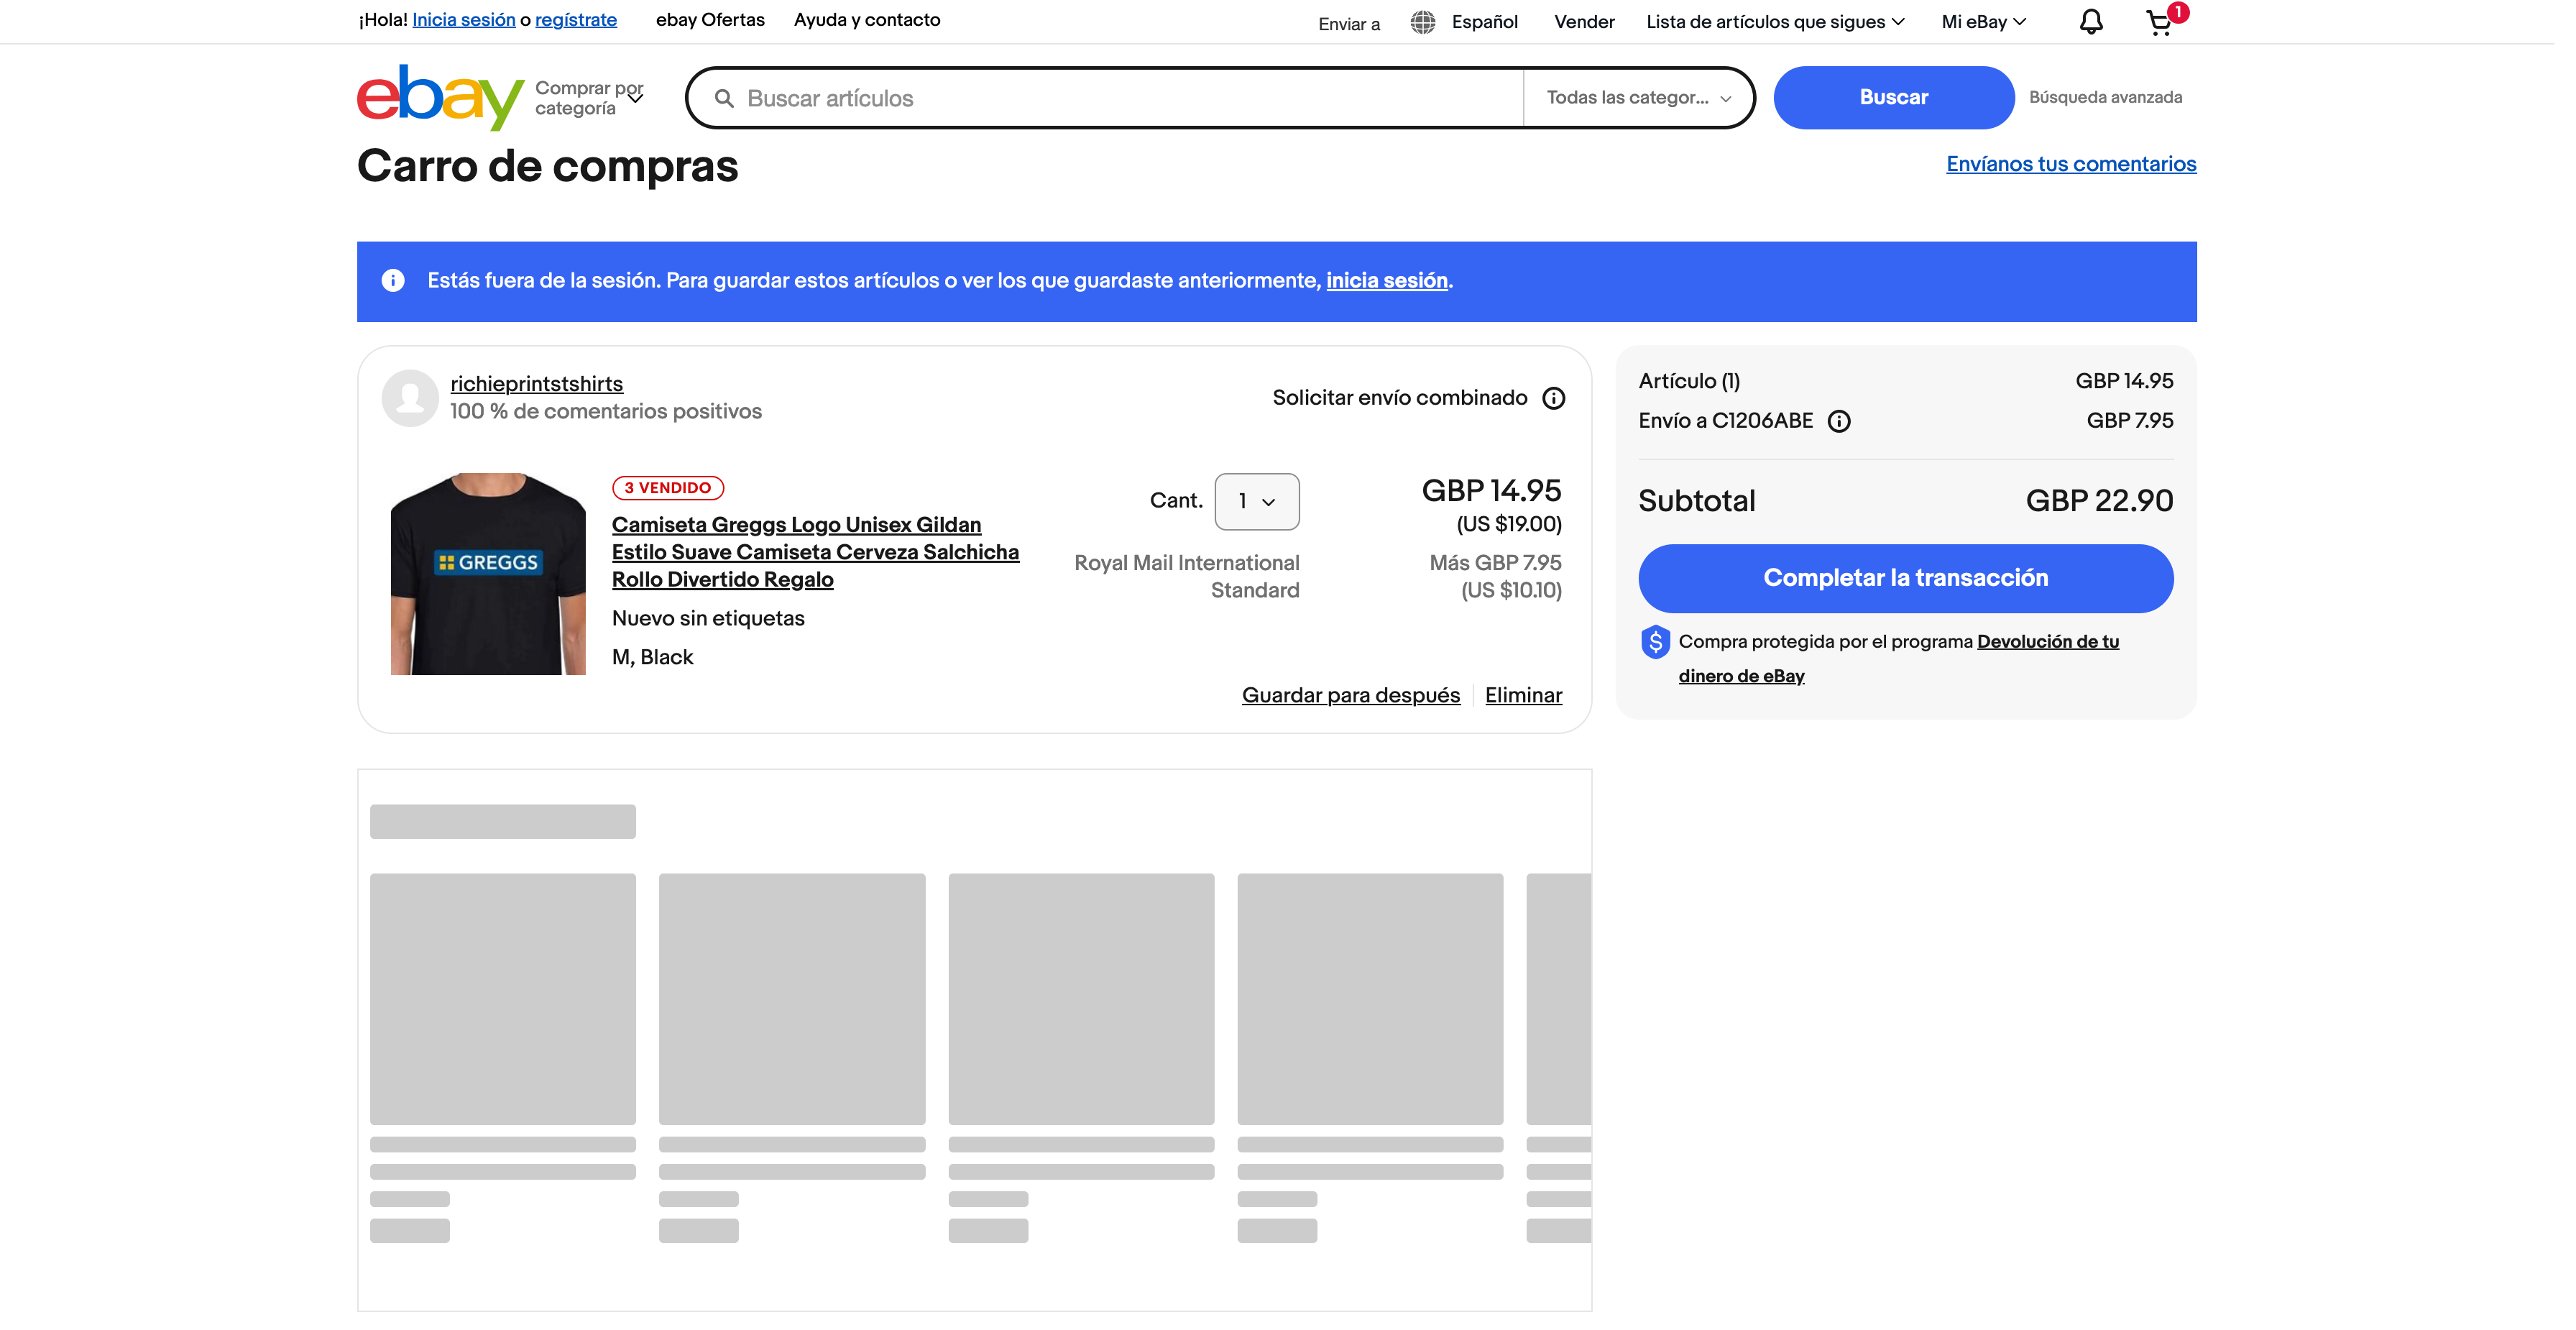 ¡Hola! Inicia sesión o regístrate
ebay Ofertas
Ayuda y contacto
Enviar a
Español
Vender
Lista de artículos que sigues
Mi eBay
1
ebay
Comprar por
categoría
Buscar artículos
Todas las categor...
Buscar
Búsqueda avanzada
Carro de compras
Envíanos tus comentarios
Estás fuera de la sesión. Para guardar estos artículos o ver los que guardaste anteriormente, inicia sesión.
richieprintstshirts
100 % de comentarios positivos
Solicitar envío combinado
GREGGS
3 VENDIDO
Camiseta Greggs Logo Unisex Gildan
Estilo Suave Camiseta Cerveza Salchicha
Rollo Divertido Regalo
Nuevo sin etiquetas
M, Black
Cant.
1
Royal Mail International
Standard
GBP 14.95
(US $19.00)
Más GBP 7.95
(US $10.10)
Guardar para después
Eliminar
Artículo (1)
GBP 14.95
Envío a C1206ABE
GBP 7.95
Subtotal
GBP 22.90
Completar la transacción
Compra protegida por el programa Devolución de tu
dinero de eBay